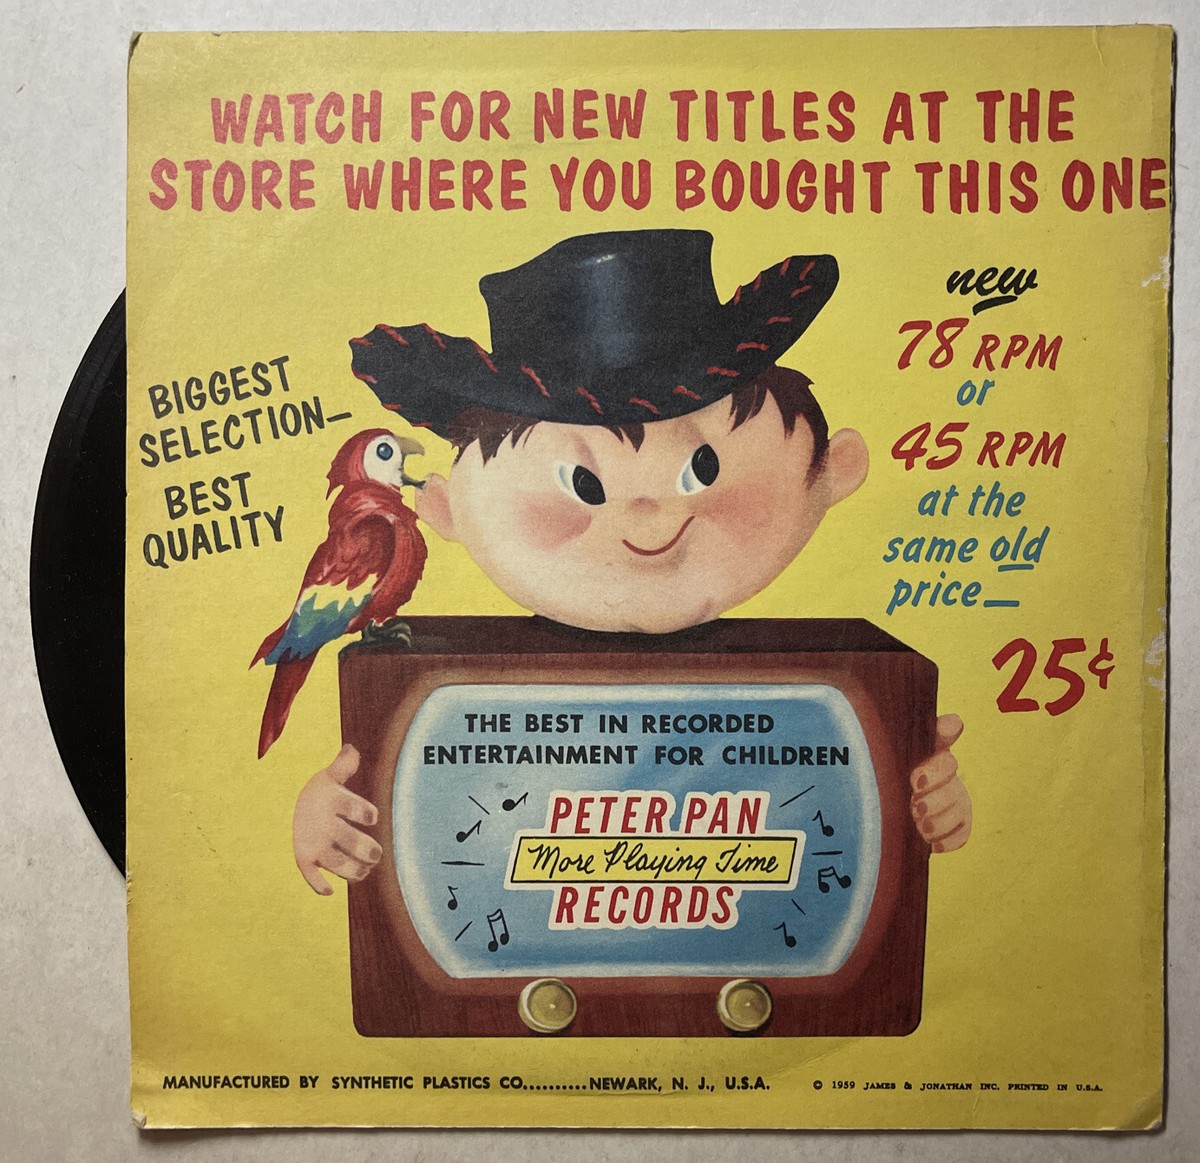 WATCH FOR NEW TITLES AT THE
STORE WHERE YOU BOUGHT THIS ONE
BIGGEST
SELECTION—
BEST
QUALITY
new
78 RPM
or
45 RPM
at the
same old
price—
25¢
THE BEST IN RECORDED
ENTERTAINMENT FOR CHILDREN
PETER PAN
More Playing Time
RECORDS
MANUFACTURED BY SYNTHETIC PLASTICS CO..........NEWARK, N. J., U.S.A.
© 1959 JAMES & JONATHAN INC. PRINTED IN U.S.A.